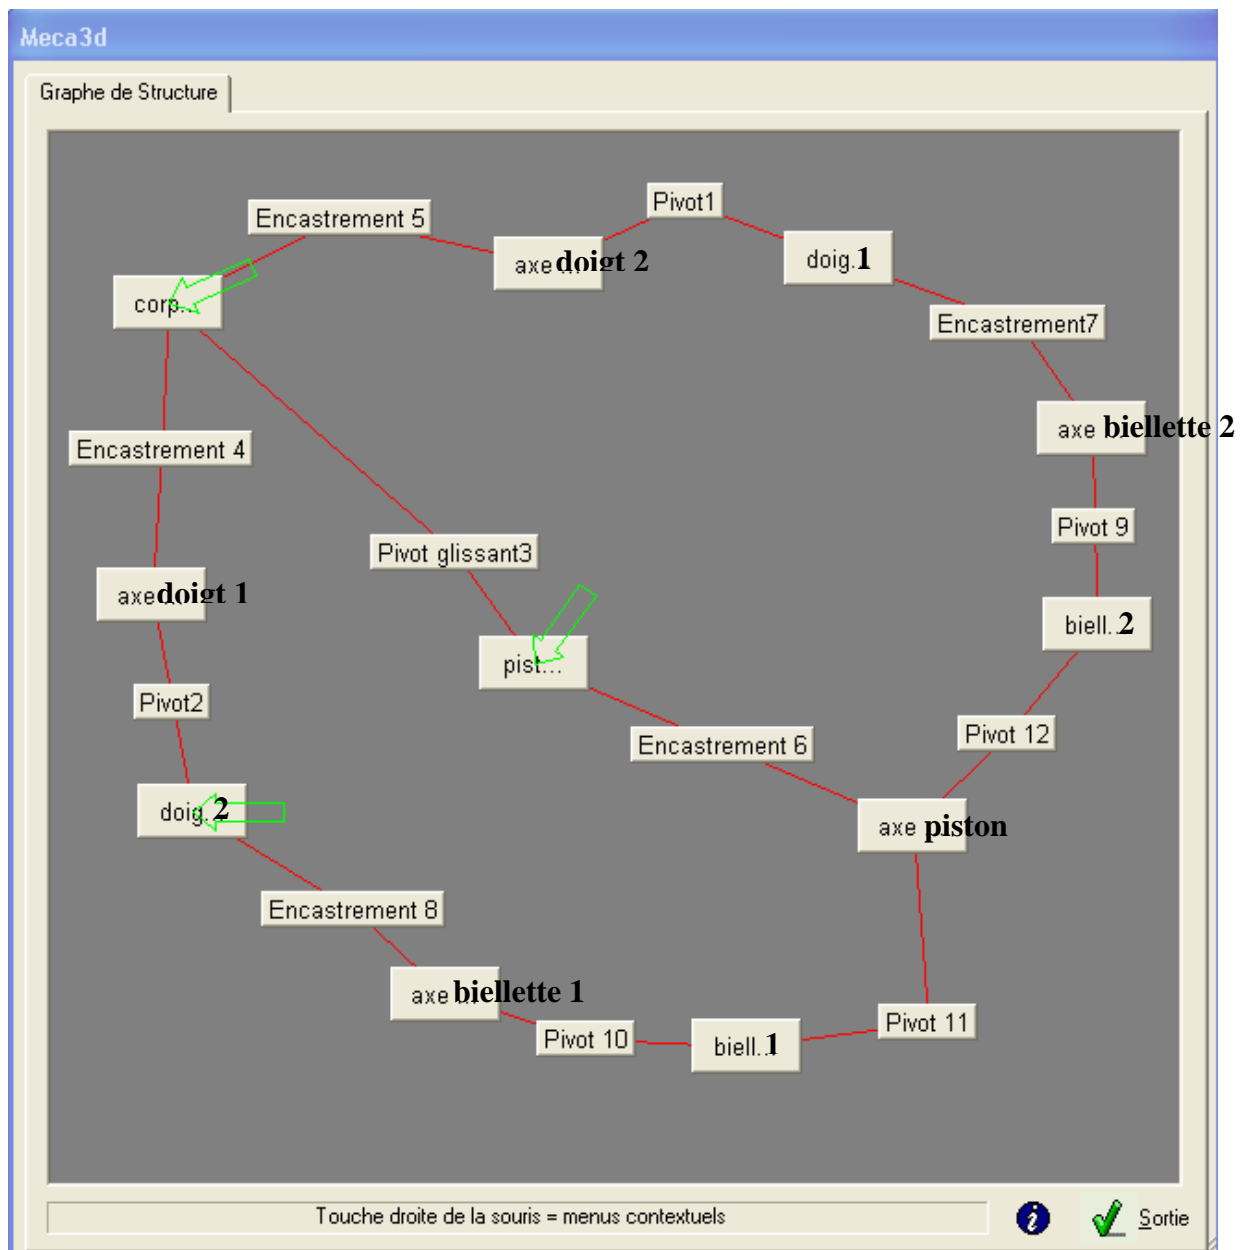 Meca3d
Graphe de Structure
Pivot1
Encastrement 5
axe doigt 2
doig.1
corp...
Encastrement7
axe biellette 2
Encastrement 4
Pivot 9
Pivot glissant3
axe doigt 1
biell..2
pist...
Pivot2
Pivot 12
Encastrement 6
doig.2
axe piston
Encastrement 8
axe biellette 1
Pivot 11
Pivot 10
biell..1
Touche droite de la souris = menus contextuels
Sortie